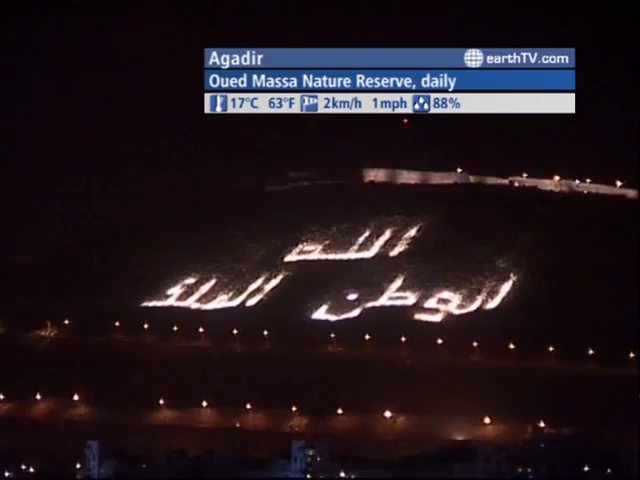 Agadir earthTV.com
Oued Massa Nature Reserve, daily
17°C 63°F 2km/h 1mph 88%
الله
الوطن الملك